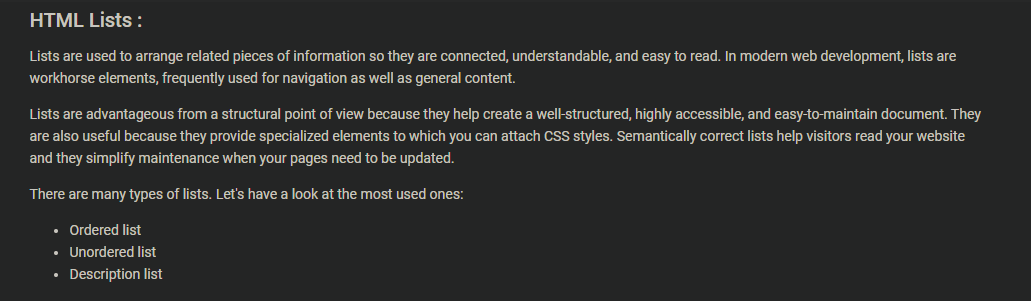 HTML Lists :
Lists are used to arrange related pieces of information so they are connected, understandable, and easy to read. In modern web development, lists are
workhorse elements, frequently used for navigation as well as general content.
Lists are advantageous from a structural point of view because they help create a well-structured, highly accessible, and easy-to-maintain document. They
are also useful because they provide specialized elements to which you can attach CSS styles. Semantically correct lists help visitors read your website
and they simplify maintenance when your pages need to be updated.
There are many types of lists. Let's have a look at the most used ones:
• Ordered list
• Unordered list
• Description list